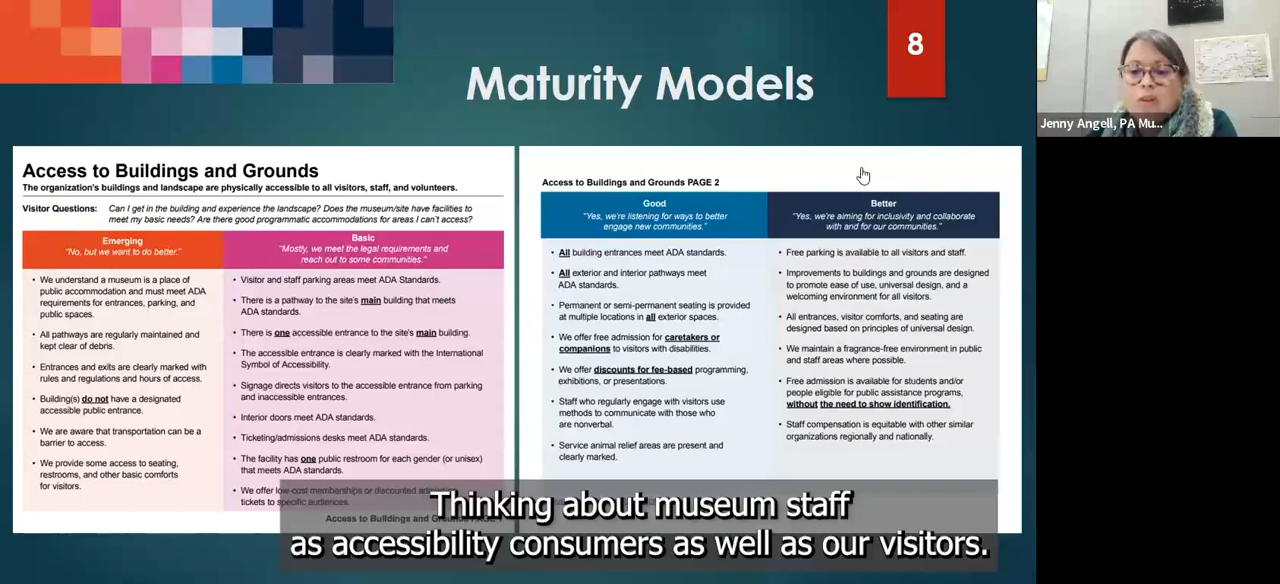 8
Maturity Models
Jenny Angell, PA Mu...
Access to Buildings and Grounds
The organization's buildings and landscape are physically accessible to all visitors, staff, and volunteers.
Visitor Questions: Can I get in the building and experience the landscape? Does the museum/site have facilities to
meet my basic needs? Are there good programmatic accommodations for areas I can't access?
Emerging
"No, but we want to do better."
• We understand a museum is a place of
public accommodation and must meet ADA
requirements for entrances, parking, and
public spaces.
• All pathways are regularly maintained and
kept clear of debris.
• Entrances and exits are clearly marked with
rules and regulations and hours of access.
• Building(s) do not have a designated
accessible public entrance.
• We are aware that transportation can be a
barrier to access.
• We provide some access to seating,
restrooms, and other basic comforts
for visitors.
Basic
"Mostly, we meet the legal requirements and
reach out to some communities."
• Visitor and staff parking areas meet ADA Standards.
• There is a pathway to the site's main building that meets
ADA standards.
• There is one accessible entrance to the site's main building.
• The accessible entrance is clearly marked with the International
Symbol of Accessibility.
• Signage directs visitors to the accessible entrance from parking
and inaccessible entrances.
• Interior doors meet ADA standards.
• Ticketing/admissions desks meet ADA standards.
• The facility has one public restroom for each gender (or unisex)
that meets ADA standards.
• We offer low-cost memberships or discounted admission
tickets to specific audiences.
Access to Buildings and Grounds
Access to Buildings and Grounds PAGE 2
Good
"Yes, we're listening for ways to better
engage new communities."
• All building entrances meet ADA standards.
• All exterior and interior pathways meet
ADA standards.
• Permanent or semi-permanent seating is provided
at multiple locations in all exterior spaces.
• We offer free admission for caretakers or
companions to visitors with disabilities.
• We offer discounts for fee-based programming,
exhibitions, or presentations.
• Staff who regularly engage with visitors use
methods to communicate with those who
are nonverbal.
• Service animal relief areas are present and
clearly marked.
Better
"Yes, we're aiming for inclusivity and collaborate
with and for our communities."
• Free parking is available to all visitors and staff.
• Improvements to buildings and grounds are designed
to promote ease of use, universal design, and a
welcoming environment for all visitors.
• All entrances, visitor comforts, and seating are
designed based on principles of universal design.
• We maintain a fragrance-free environment in public
and staff areas where possible.
• Free admission is available for students and/or
people eligible for public assistance programs,
without the need to show identification.
• Staff compensation is equitable with other similar
organizations regionally and nationally.
Thinking about museum staff
as accessibility consumers as well as our visitors.